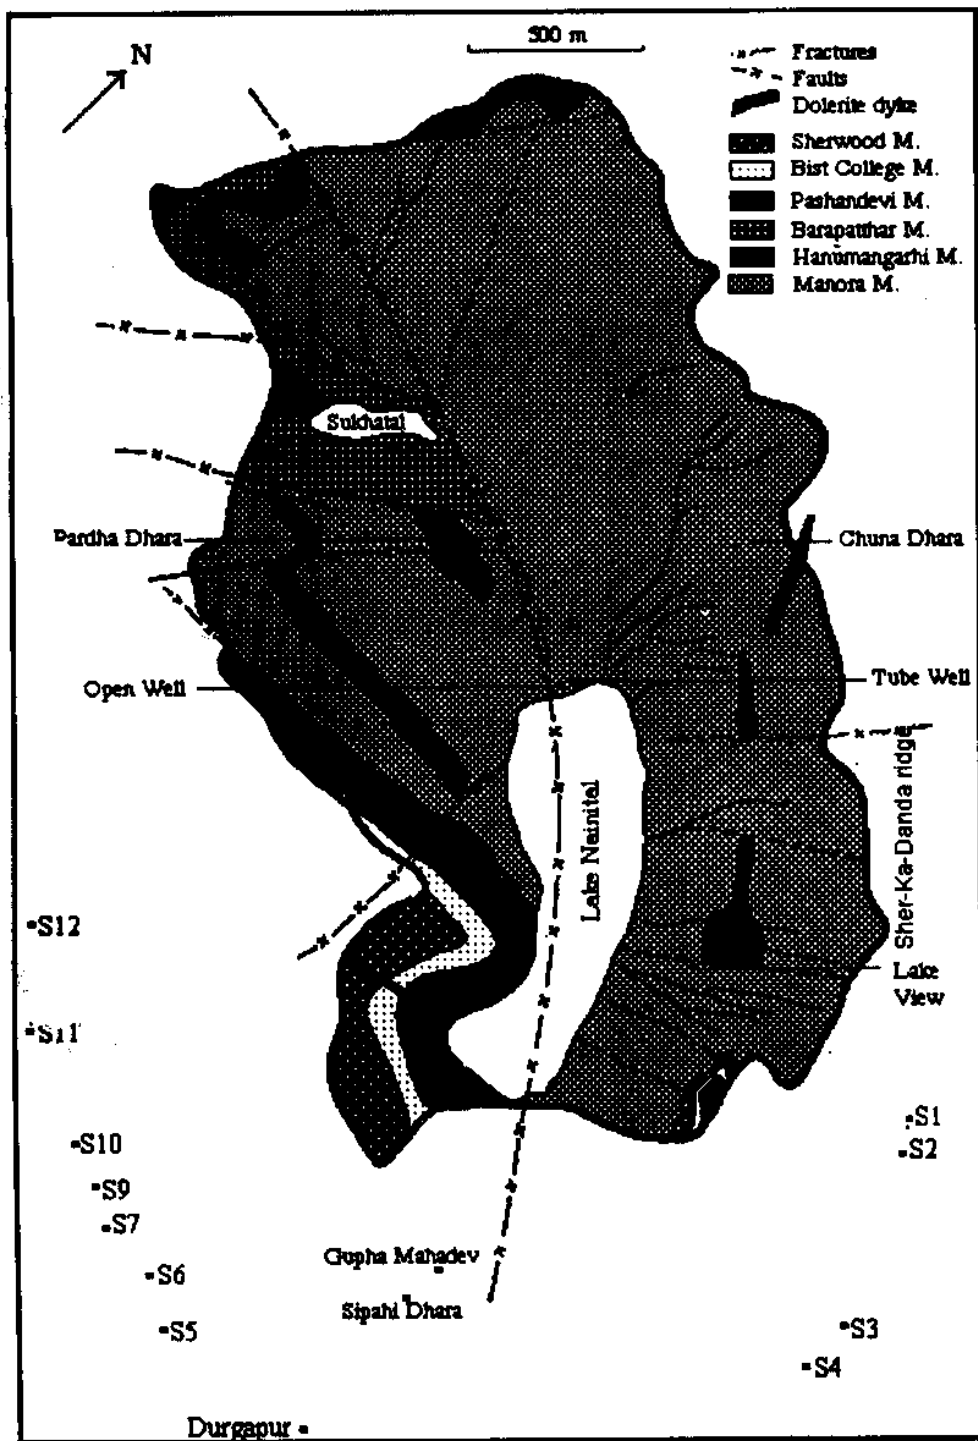 N
500 m
Fractures
Faults
Dolerite dyke
Sherwood M.
Bist College M.
Pashandevi M.
Barapatthar M.
Hanumangarhi M.
Manora M.
Sukhatal
Pardha Dhara
Chuna Dhara
Open Well
Tube Well
Sher-Ka-Danda ridge
Lake Nainital
Lake
View
S12
S11
S10
S9
S7
S6
S5
S1
S2
S3
S4
Gupha Mahadev
Sipahi Dhara
Durgapur